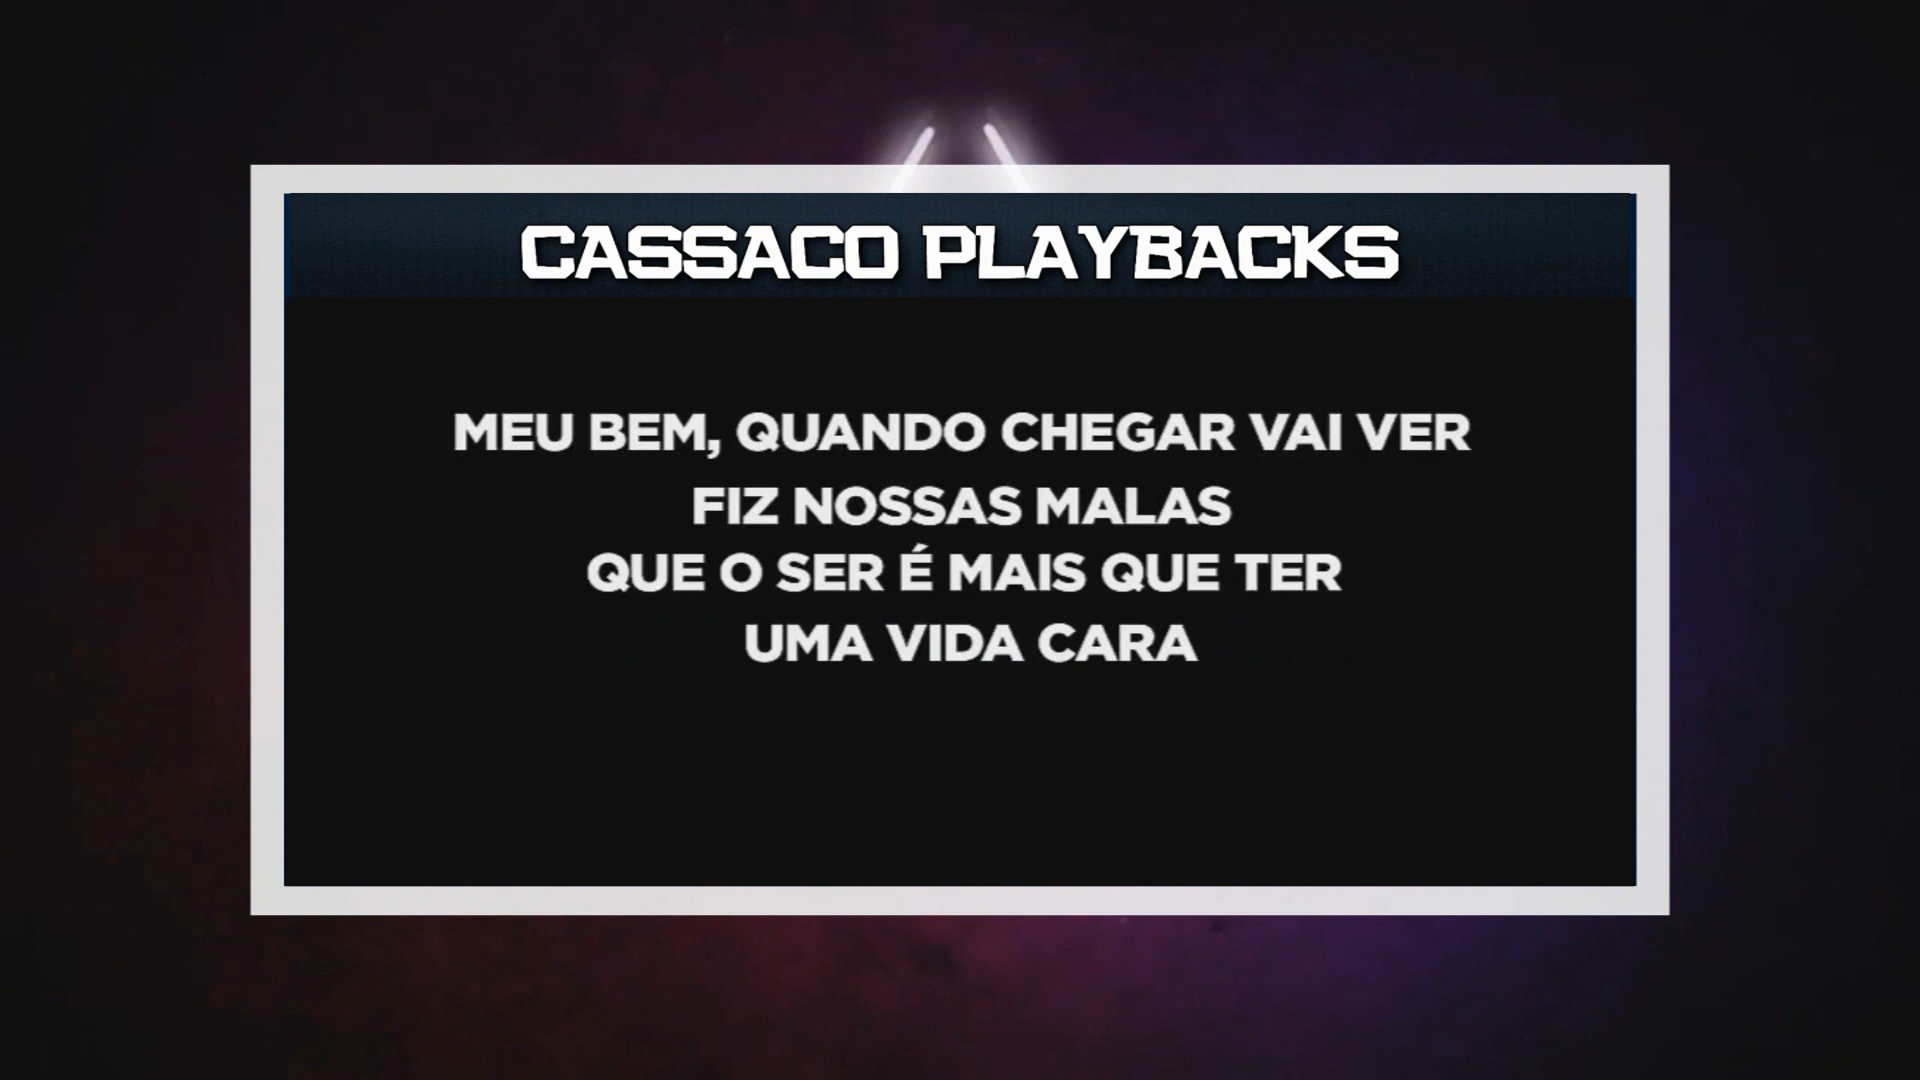 CASSACO PLAYBACKS
MEU BEM, QUANDO CHEGAR VAI VER
FIZ NOSSAS MALAS
QUE O SER É MAIS QUE TER
UMA VIDA CARA